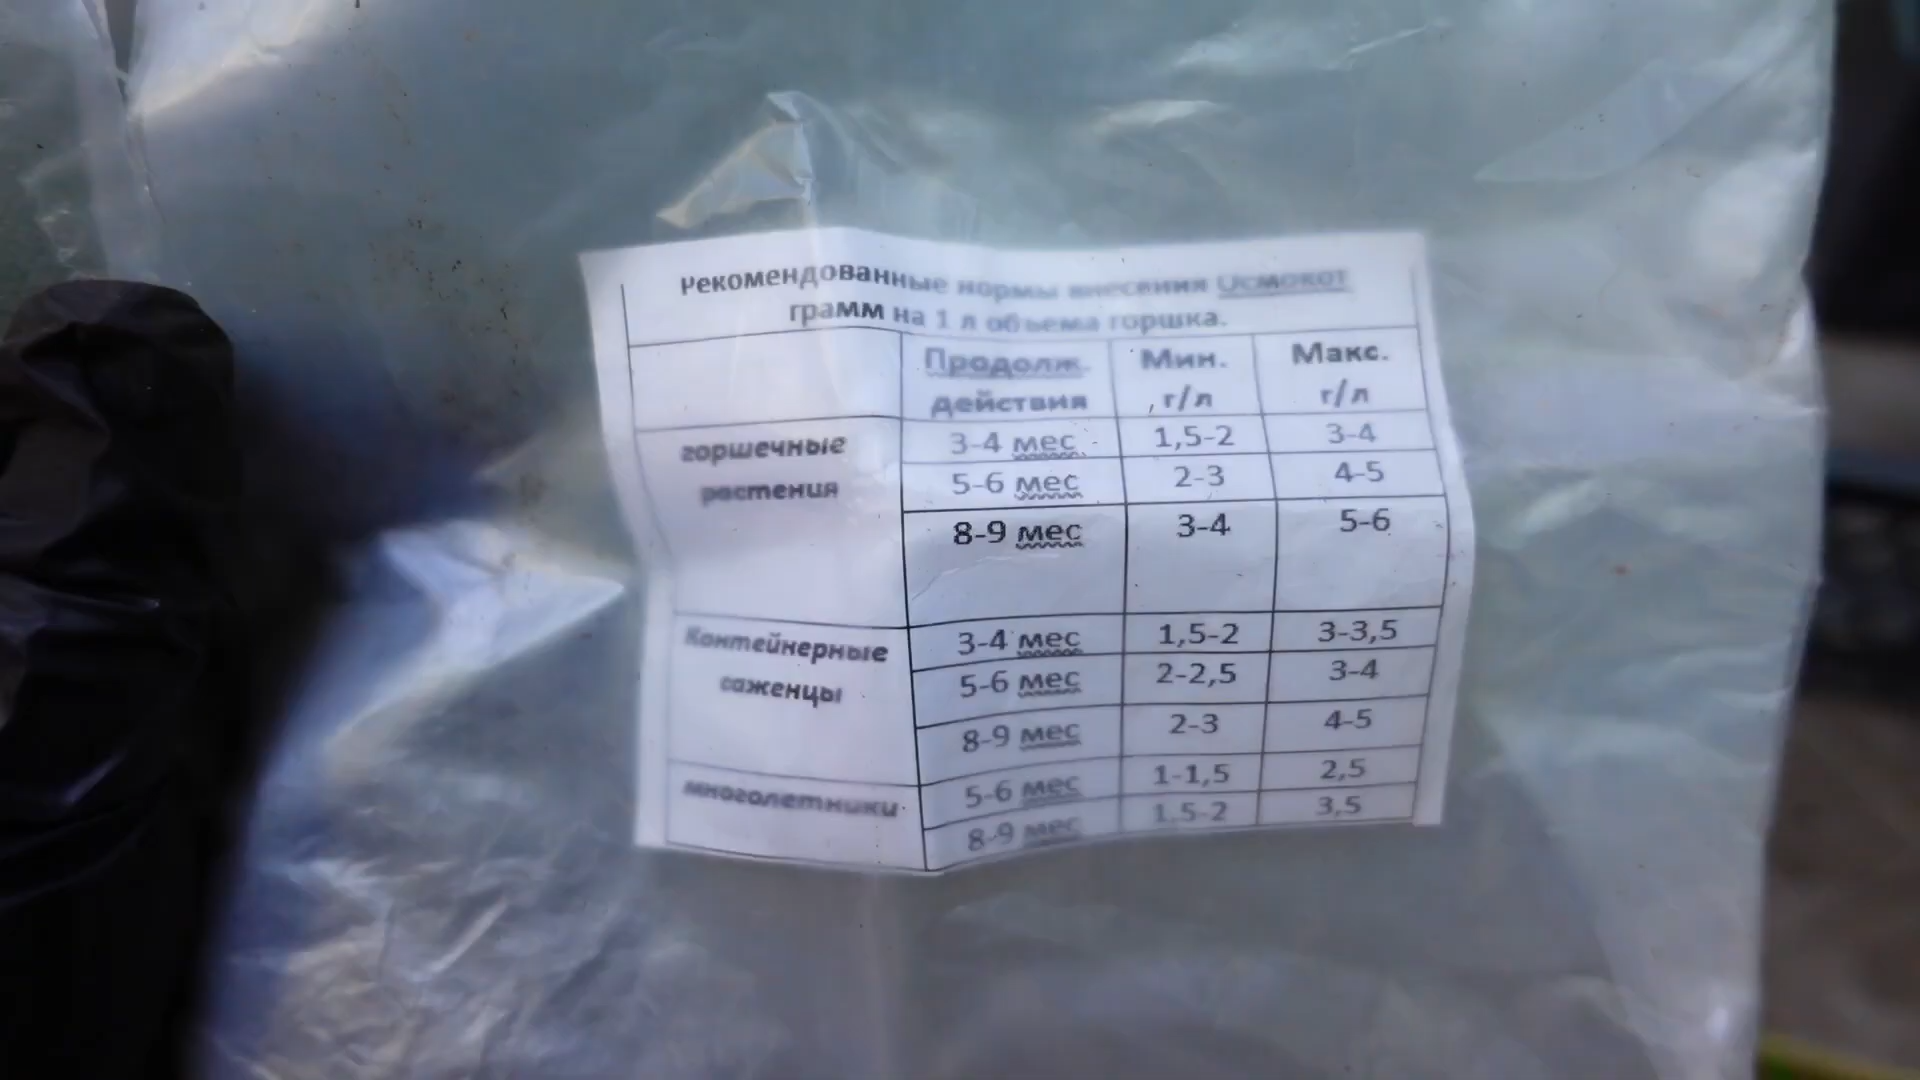 Рекомендованные нормы внесения Осмокот
грамм на 1 л объема горшка.
Продолж. Мин. Макс.
действия г/л г/л
горшечные 3-4 мес 1,5-2 3-4
растения 5-6 мес 2-3 4-5
8-9 мес 3-4 5-6
Контейнерные 3-4 мес 1,5-2 3-3,5
саженцы 5-6 мес 2-2,5 3-4
8-9 мес 2-3 4-5
многолетники 5-6 мес 1-1,5 2,5
8-9 мес 1.5-2 3,5